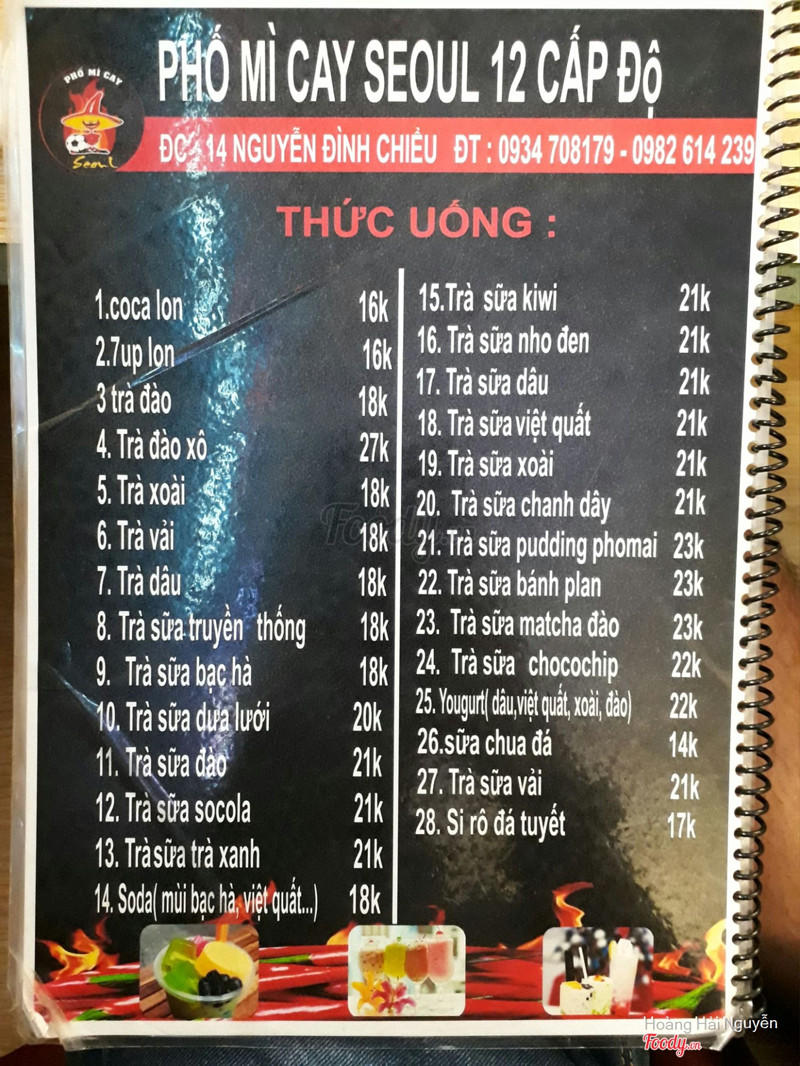 PHỐ MÌ CAY
Seoul
PHỐ MÌ CAY SEOUL 12 CẤP ĐỘ
ĐC : 14 NGUYỄN ĐÌNH CHIỂU ĐT : 0934 708179 - 0982 614 239
THỨC UỐNG :
1.coca lon 16k
2.7up lon 16k
3 trà đào 18k
4. Trà đào xô 27k
5. Trà xoài 18k
6. Trà vải 18k
7. Trà dâu 18k
8. Trà sữa truyền thống 18k
9. Trà sữa bạc hà 18k
10. Trà sữa dưa lưới 20k
11. Trà sữa đào 21k
12. Trà sữa socola 21k
13. Trà sữa trà xanh 21k
14. Soda( mùi bạc hà, việt quất...) 18k
15.Trà sữa kiwi 21k
16. Trà sữa nho đen 21k
17. Trà sữa dâu 21k
18. Trà sữa việt quất 21k
19. Trà sữa xoài 21k
20. Trà sữa chanh dây 21k
21. Trà sữa pudding phomai 23k
22. Trà sữa bánh plan 23k
23. Trà sữa matcha đào 23k
24. Trà sữa chocochip 22k
25. Yougurt( dâu,việt quất, xoài, đào) 22k
26.sữa chua đá 14k
27. Trà sữa vải 21k
28. Si rô đá tuyết 17k
Foody.vn
Hoàng Hải Nguyễn
Foody.vn